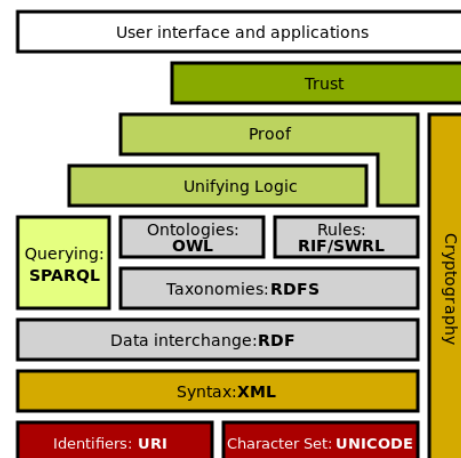 User interface and applications
Trust
Proof
Unifying Logic
Querying:
SPARQL
Ontologies:
OWL
Rules:
RIF/SWRL
Taxonomies:RDFS
Data interchange:RDF
Syntax:XML
Identifiers: URI
Character Set: UNICODE
Cryptography